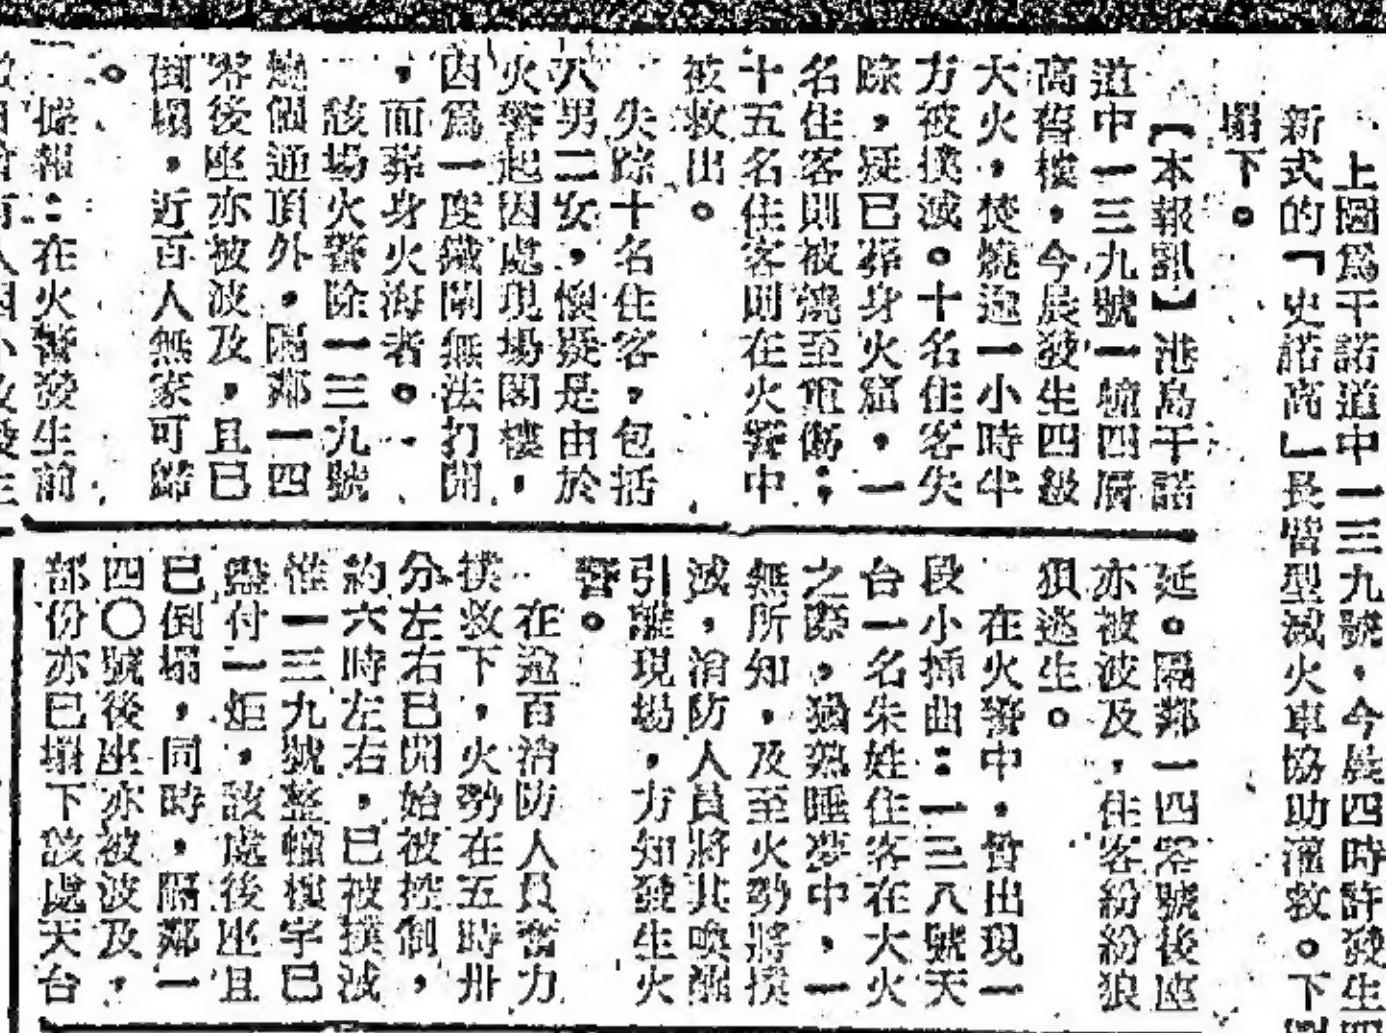 上圖爲干諾道中一三九號，今晨四時許發生四
新式的「史諾高」長臂型滅火車協助灌救。下圖
塌下。
【本報訊】港島干諾
道中一三九號一幢四層
高舊樓，今晨發生四級
大火，焚燒逾一小時半
方被撲滅。十名住客失
踪，疑已葬身火窟，一
名住客則被燒至重傷；
十五名住客則在火警中
被救出。
失踪十名住客，包括
八男二女，懷疑是由於
火警起因處現場閣樓，
因爲一度鐵閘無法打開
，而葬身火海者。
該場火警除一三九號
燒個通頂外，隔鄰一四
零後座亦被波及，且已
倒塌，近百人無家可歸
。
據報：在火警發生前
延。隔鄰一四零號後座
亦被波及，住客紛紛狼
狽逃生。
在火警中，曾出現一
段小插曲：一三八號天
台一名朱姓住客在大火
之際，猶熟睡夢中，一
無所知，及至火勢將撲
滅，消防人員將其喚醒
引離現場，方知發生火
警。
在逾百消防人員奮力
撲救下，火勢在五時卅
分左右已開始被控制，
約六時左右，已被撲滅
惟一三九號整幢樓宇已
盡付一炬，該處後座且
已倒塌，同時，隔鄰一
四〇號後座亦被波及，
部份亦已塌下該處天台